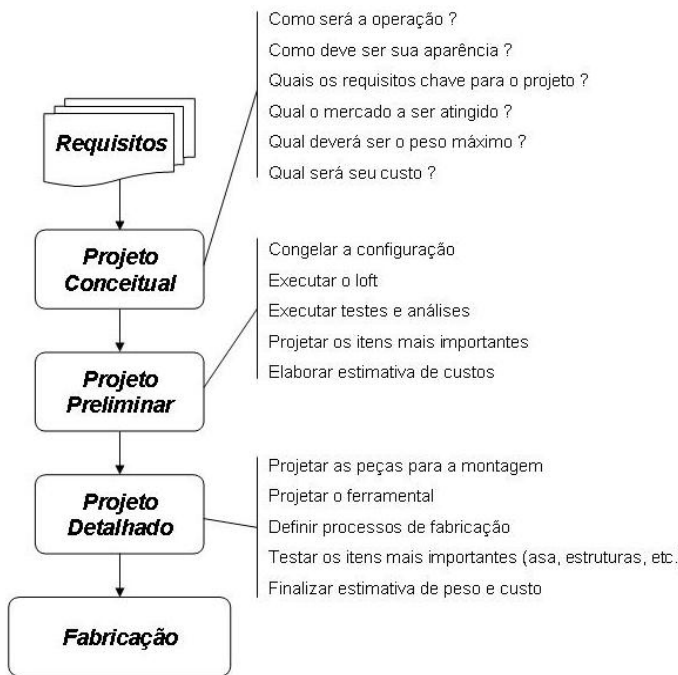 Como será a operação ?
Como deve ser sua aparência ?
Quais os requisitos chave para o projeto ?
Qual o mercado a ser atingido ?
Qual deverá ser o peso máximo ?
Qual será seu custo ?
Requisitos
Projeto
Conceitual
Congelar a configuração
Executar o loft
Executar testes e análises
Projetar os itens mais importantes
Elaborar estimativa de custos
Projeto
Preliminar
Projetar as peças para a montagem
Projetar o ferramental
Definir processos de fabricação
Testar os itens mais importantes (asa, estruturas, etc.
Finalizar estimativa de peso e custo
Projeto
Detalhado
Fabricação